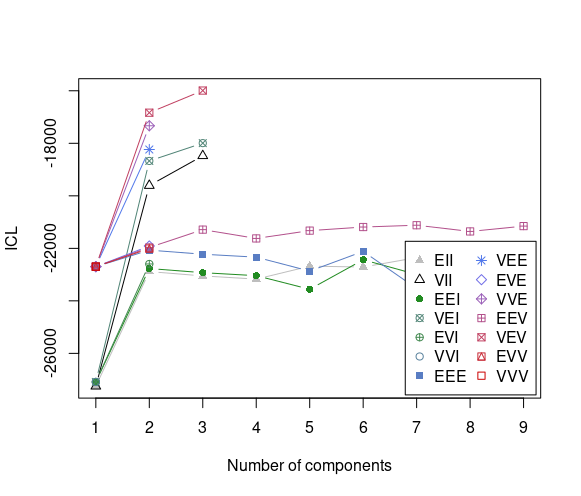 ICL
-18000
-22000
-26000
1 2 3 4 5 6 7 8 9
Number of components
EII
VII
EEI
VEI
EVI
VVI
EEE
VEE
EVE
VVE
EEV
VEV
EVV
VVV